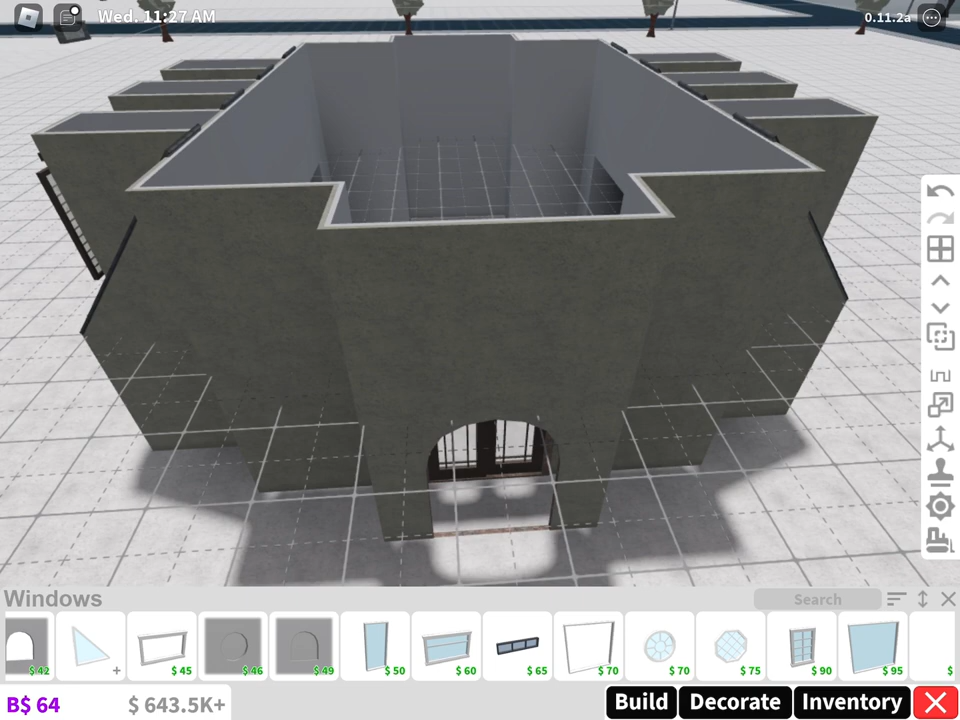 Wed. 11:27 AM
0.11.2a
Windows
Search
$42
+
$ 45
$ 46
$ 49
$ 50
$ 60
$ 65
$ 70
$ 70
$ 75
$ 90
$ 95
$
B$ 64
$ 643.5K+
Build
Decorate
Inventory